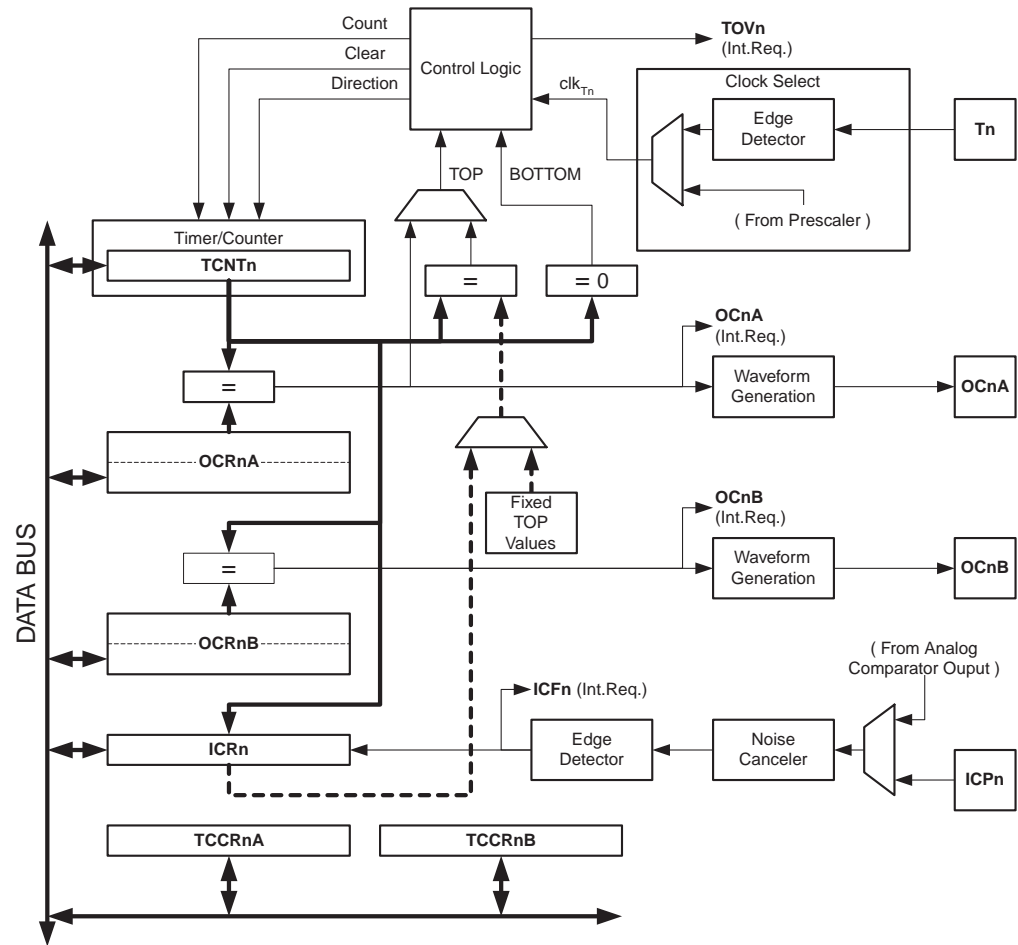 Count
Clear
Direction
Control Logic
TOVn
(Int.Req.)
clkTn
Clock Select
Edge
Detector
Tn
( From Prescaler )
TOP
BOTTOM
Timer/Counter
TCNTn
=
= 0
=
OCRnA
OCnA
(Int.Req.)
Waveform
Generation
OCnA
Fixed
TOP
Values
=
OCRnB
OCnB
(Int.Req.)
Waveform
Generation
OCnB
DATA BUS
( From Analog
Comparator Ouput )
ICFn (Int.Req.)
ICRn
Edge
Detector
Noise
Canceler
ICPn
TCCRnA
TCCRnB